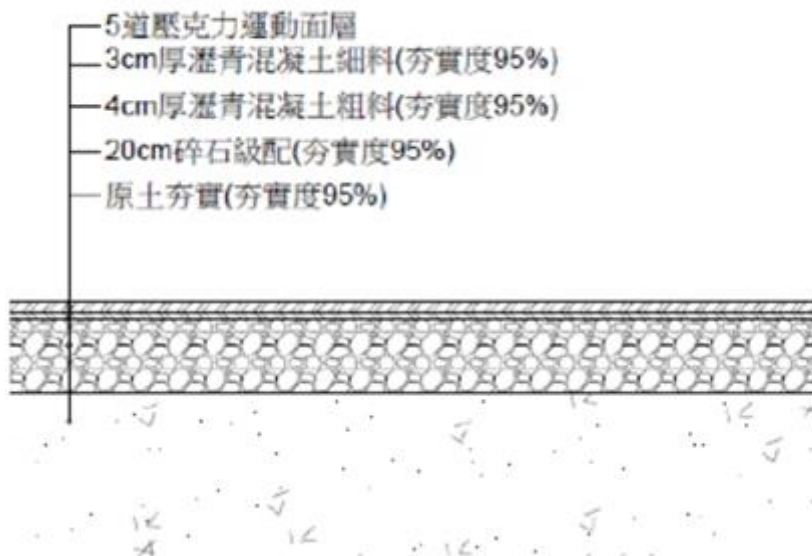 5道壓克力運動面層
3cm厚瀝青混凝土細料(夯實度95%)
4cm厚瀝青混凝土粗料(夯實度95%)
20cm碎石級配(夯實度95%)
原土夯實(夯實度95%)